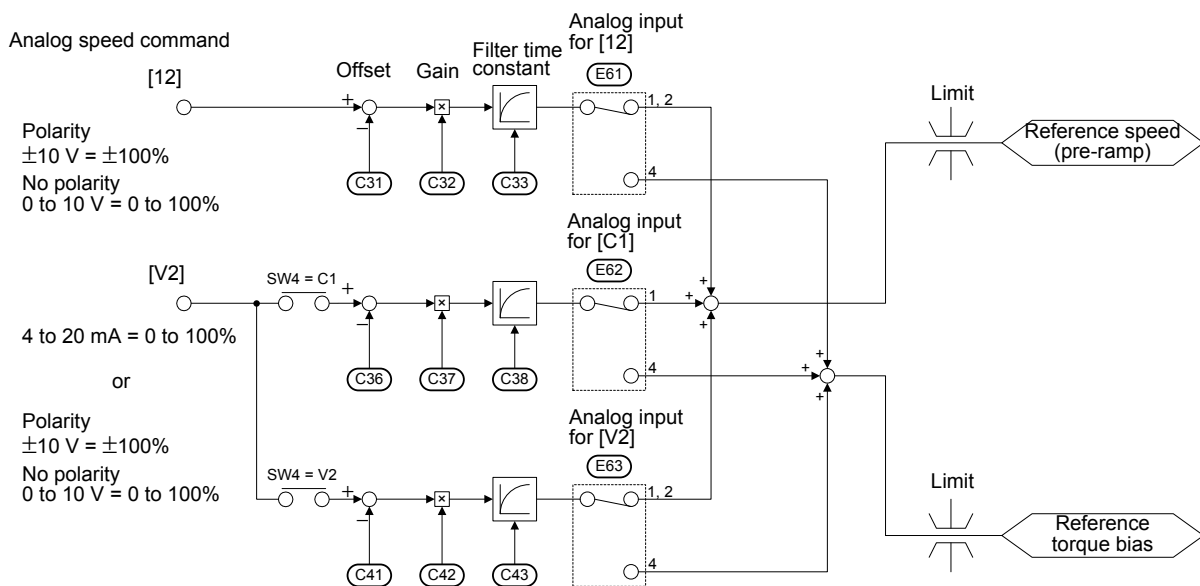 Analog speed command
[12]
Polarity
±10 V = ±100%
No polarity
0 to 10 V = 0 to 100%
Offset
Gain
Filter time
constant
Analog input
for [12]
E61
+
−
×
1, 2
4
C31
C32
C33
Limit
Reference speed
(pre-ramp)
[V2]
4 to 20 mA = 0 to 100%
or
Polarity
±10 V = ±100%
No polarity
0 to 10 V = 0 to 100%
SW4 = C1
+
−
×
Analog input
for [C1]
E62
1
4
C36
C37
C38
+
+
+
+
+
+
SW4 = V2
+
−
×
Analog input
for [V2]
E63
1, 2
4
C41
C42
C43
Limit
Reference
torque bias